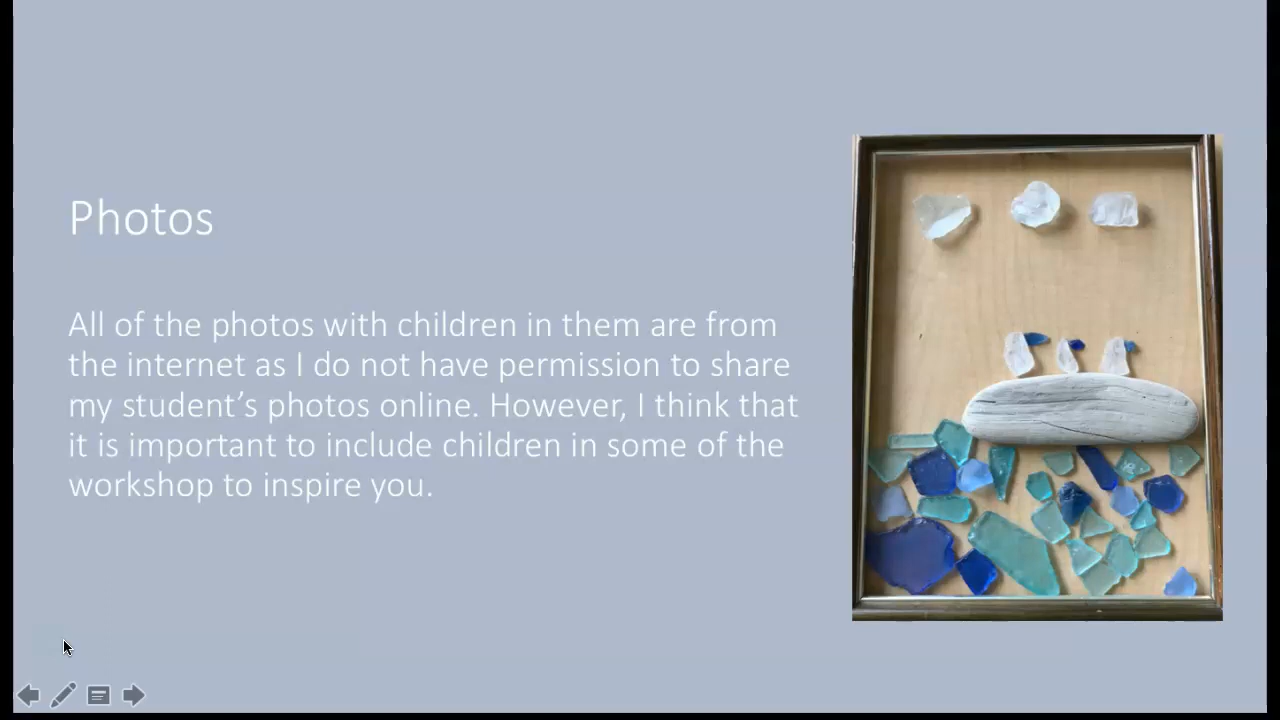 Photos
All of the photos with children in them are from
the internet as I do not have permission to share
my student’s photos online. However, I think that
it is important to include children in some of the
workshop to inspire you.